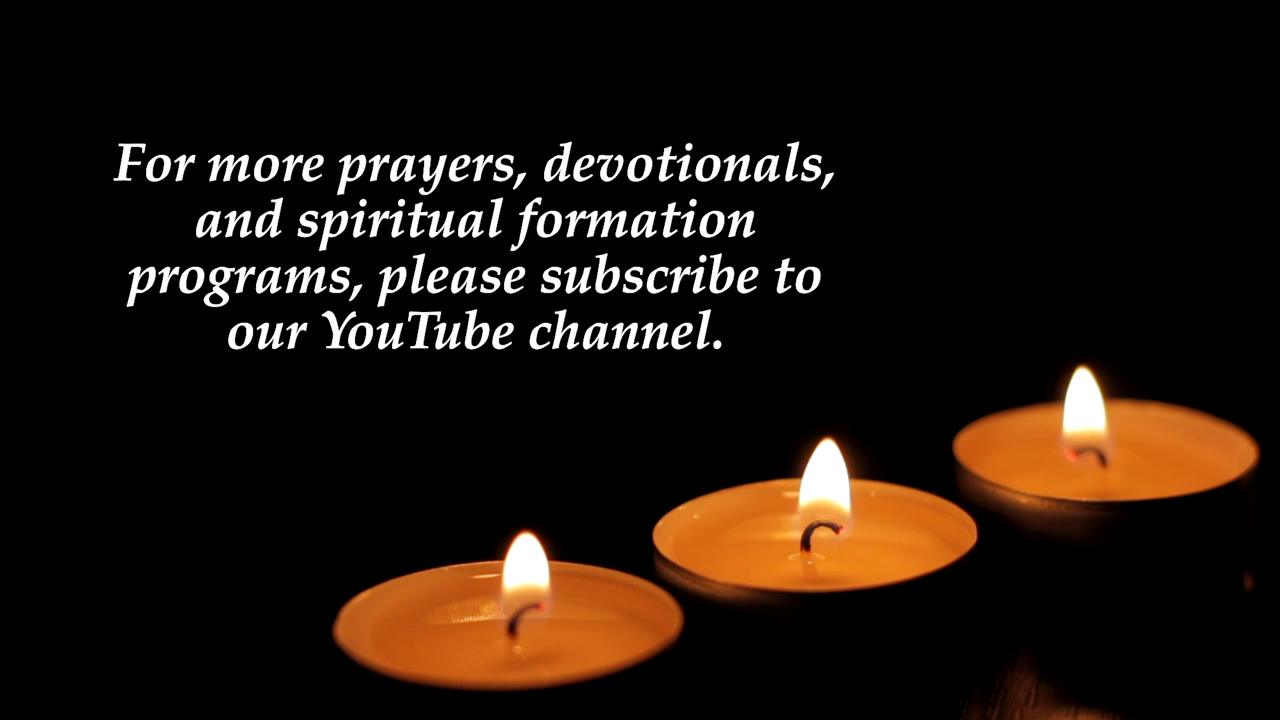 For more prayers, devotionals,
and spiritual formation
programs, please subscribe to
our YouTube channel.